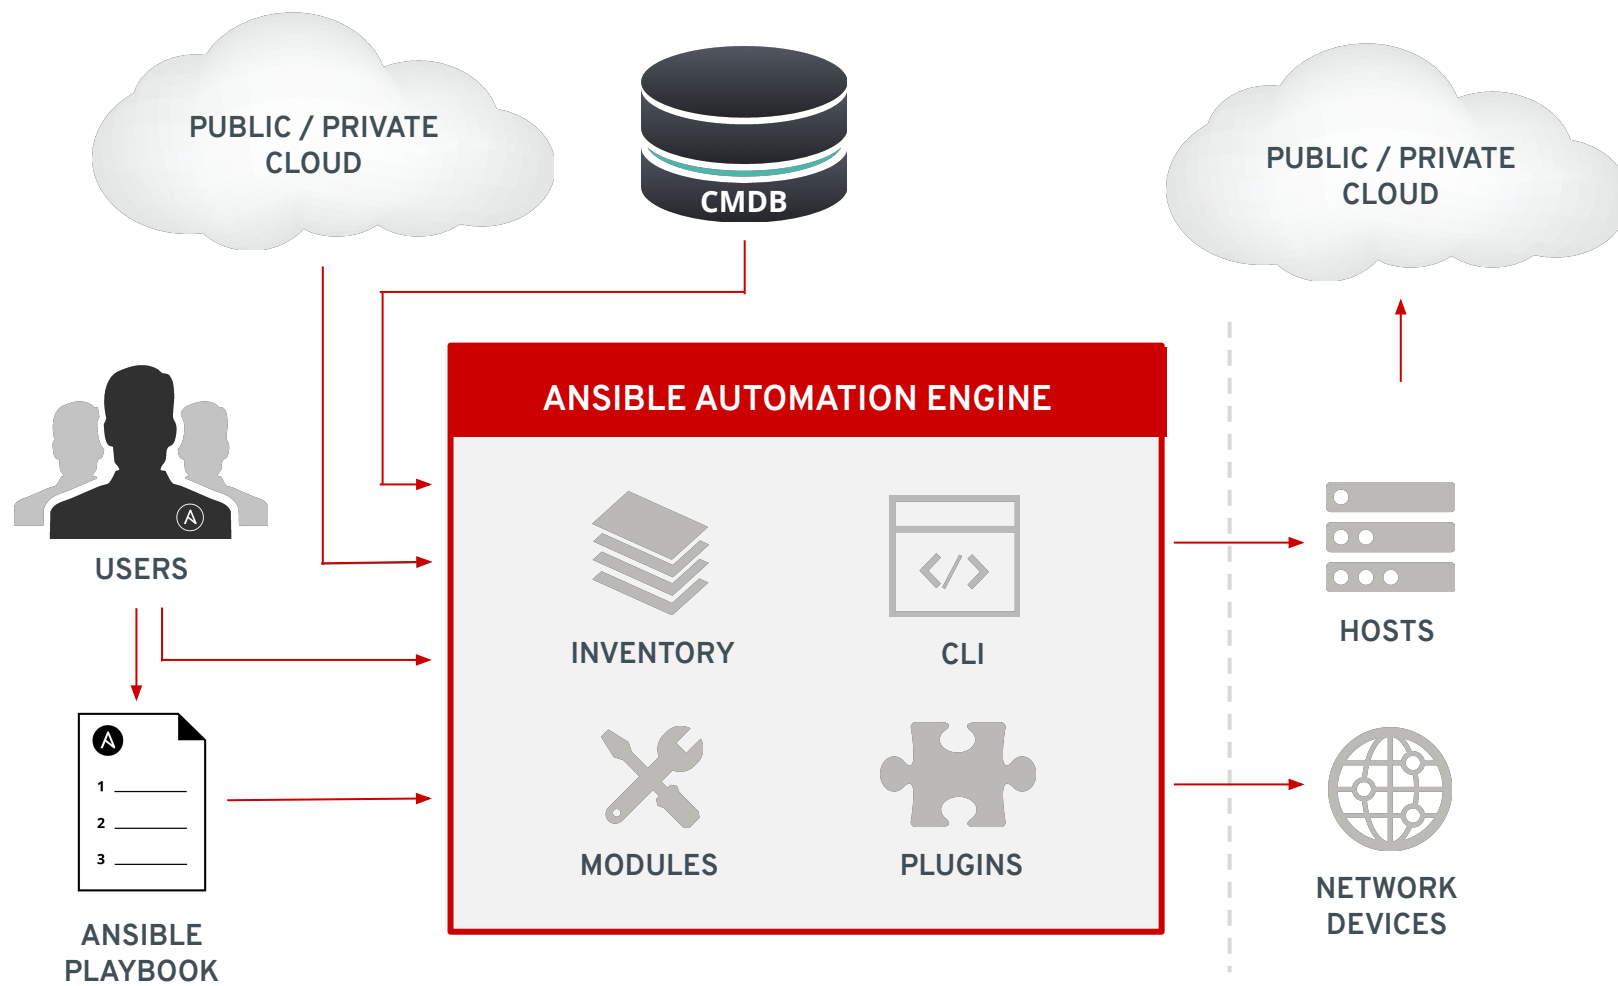 PUBLIC / PRIVATE
CLOUD
CMDB
PUBLIC / PRIVATE
CLOUD
USERS
ANSIBLE AUTOMATION ENGINE
INVENTORY
CLI
HOSTS
1
2
3
MODULES
PLUGINS
NETWORK
DEVICES
ANSIBLE
PLAYBOOK